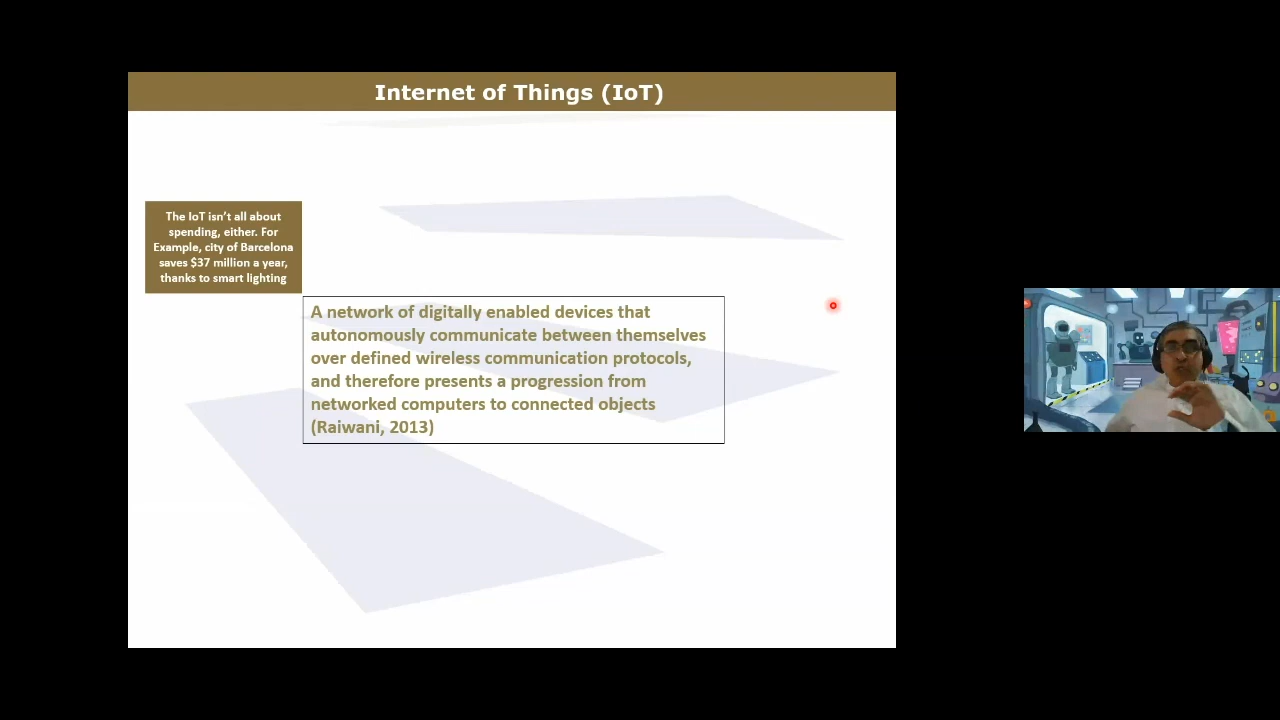 Internet of Things (IoT)
The IoT isn't all about
spending, either. For
Example, city of Barcelona
saves $37 million a year,
thanks to smart lighting
A network of digitally enabled devices that
autonomously communicate between themselves
over defined wireless communication protocols,
and therefore presents a progression from
networked computers to connected objects
(Raiwani, 2013)